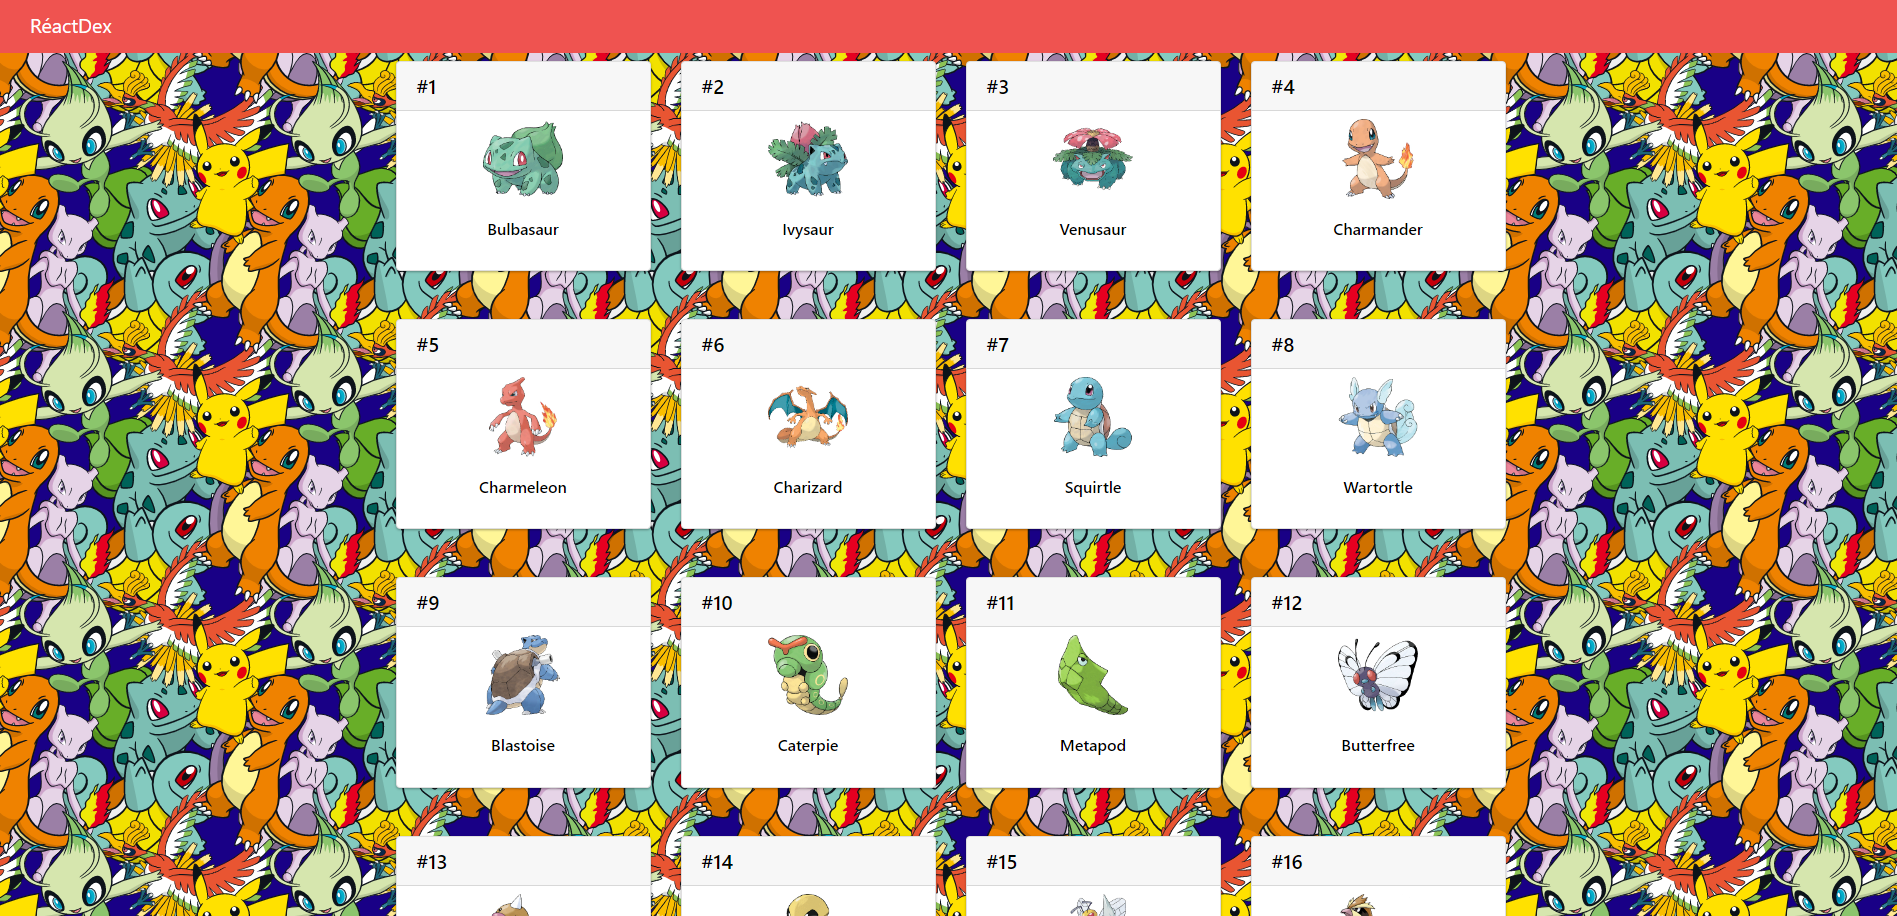 RéactDex
#1
#2
#3
#4
Bulbasaur
Ivysaur
Venusaur
Charmander
#5
#6
#7
#8
Charmeleon
Charizard
Squirtle
Wartortle
#9
#10
#11
#12
Blastoise
Caterpie
Metapod
Butterfree
#13
#14
#15
#16